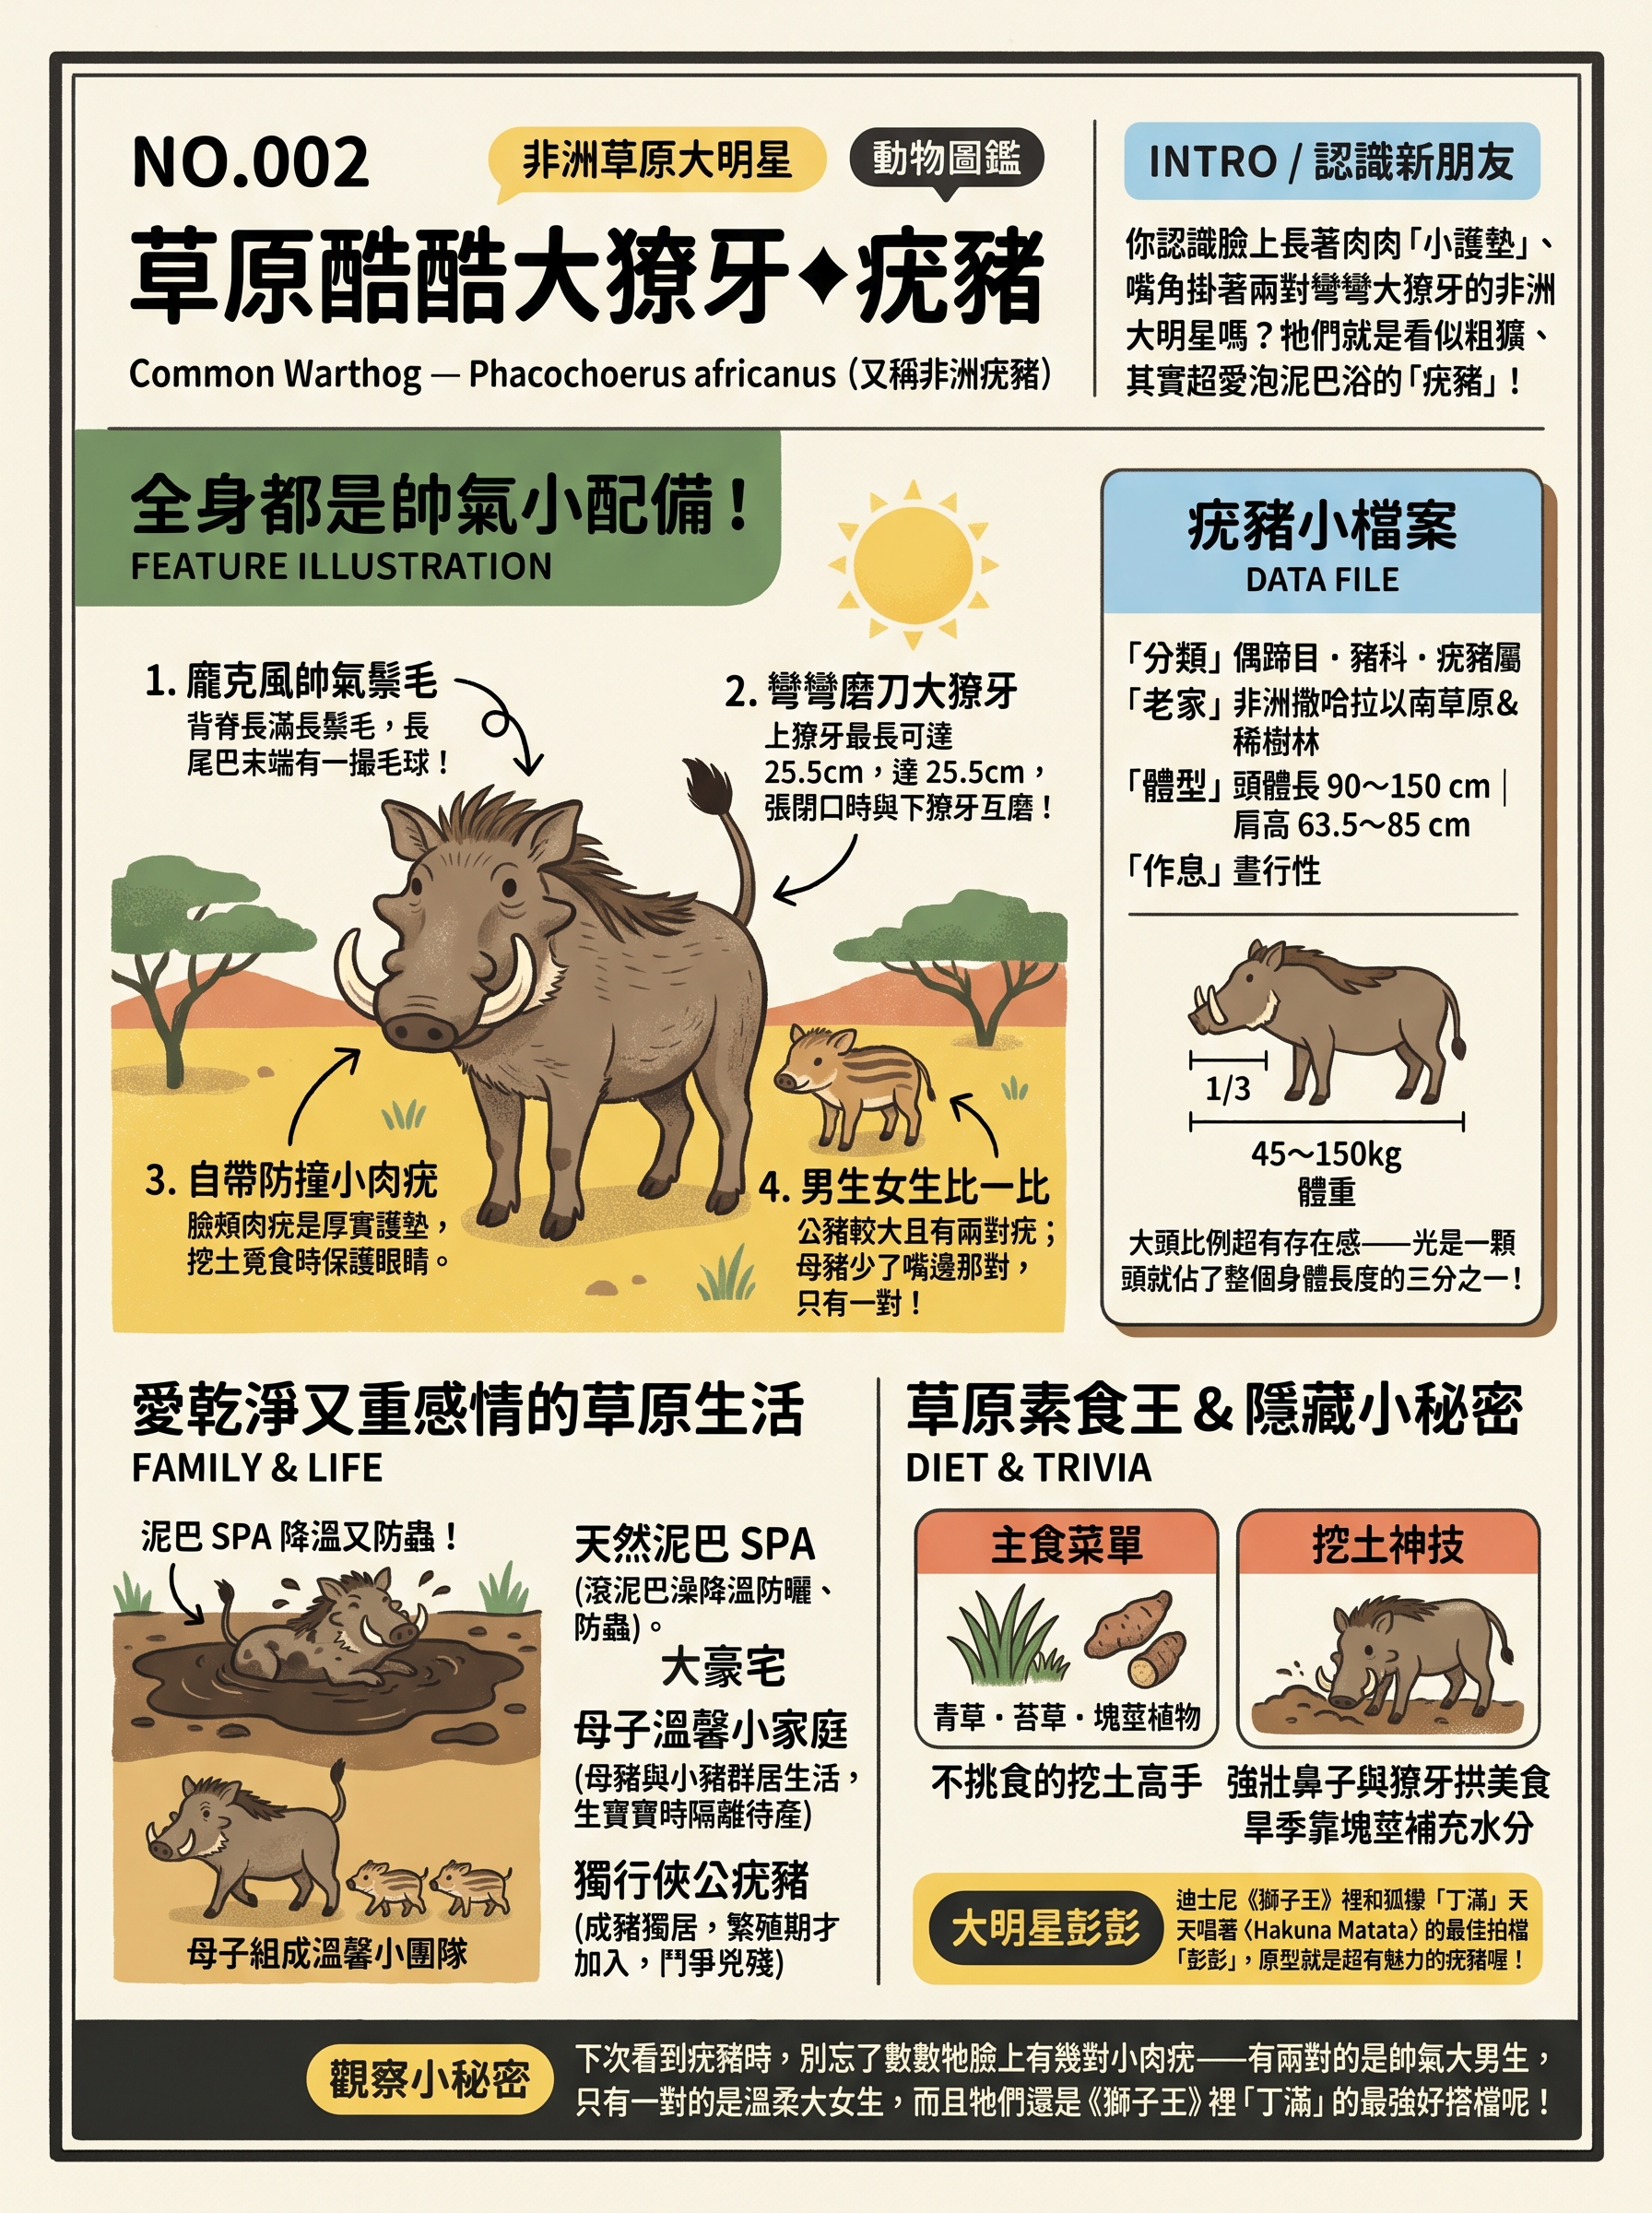 NO.002
非洲草原大明星
動物圖鑑
草原酷酷大獠牙✦疣豬
Common Warthog — Phacochoerus africanus (又稱非洲疣豬)
INTRO / 認識新朋友
你認識臉上長著肉肉「小護墊」、
嘴角掛著兩對彎彎大獠牙的非洲
大明星嗎？牠們就是看似粗獷、
其實超愛泡泥巴浴的「疣豬」！
全身都是帥氣小配備！
FEATURE ILLUSTRATION
1. 龐克風帥氣鬃毛
背脊長滿長鬃毛，長
尾巴末端有一撮毛球！
2. 彎彎磨刀大獠牙
上獠牙最長可達
25.5cm，達 25.5cm，
張閉口時與下獠牙互磨！
3. 自帶防撞小肉疣
臉頰肉疣是厚實護墊，
挖土覓食時保護眼睛。
4. 男生女生比一比
公豬較大且有兩對疣；
母豬少了嘴邊那對，
只有一對！
疣豬小檔案
DATA FILE
「分類」偶蹄目・豬科・疣豬屬
「老家」非洲撒哈拉以南草原&
稀樹林
「體型」頭體長 90～150 cm｜
肩高 63.5～85 cm
「作息」晝行性
1/3
45～150kg
體重
大頭比例超有存在感——光是一顆
頭就佔了整個身體長度的三分之一！
愛乾淨又重感情的草原生活
FAMILY & LIFE
泥巴 SPA 降溫又防蟲！
母子組成溫馨小團隊
天然泥巴 SPA
(滾泥巴澡降溫防曬、
防蟲)。
大豪宅
母子溫馨小家庭
(母豬與小豬群居生活，
生寶寶時隔離待產)
獨行俠公疣豬
(成豬獨居，繁殖期才
加入，鬥爭兇殘)
草原素食王 & 隱藏小秘密
DIET & TRIVIA
主食菜單
青草・苔草・塊莖植物
不挑食的挖土高手
挖土神技
強壯鼻子與獠牙拱美食
旱季靠塊莖補充水分
大明星彭彭
迪士尼《獅子王》裡和狐獴「丁滿」天
天唱著〈Hakuna Matata〉的最佳拍檔
「彭彭」，原型就是超有魅力的疣豬喔！
觀察小秘密
下次看到疣豬時，別忘了數數牠臉上有幾對小肉疣——有兩對的是帥氣大男生，
只有一對的是溫柔大女生，而且牠們還是《獅子王》裡「丁滿」的最強好搭檔呢！